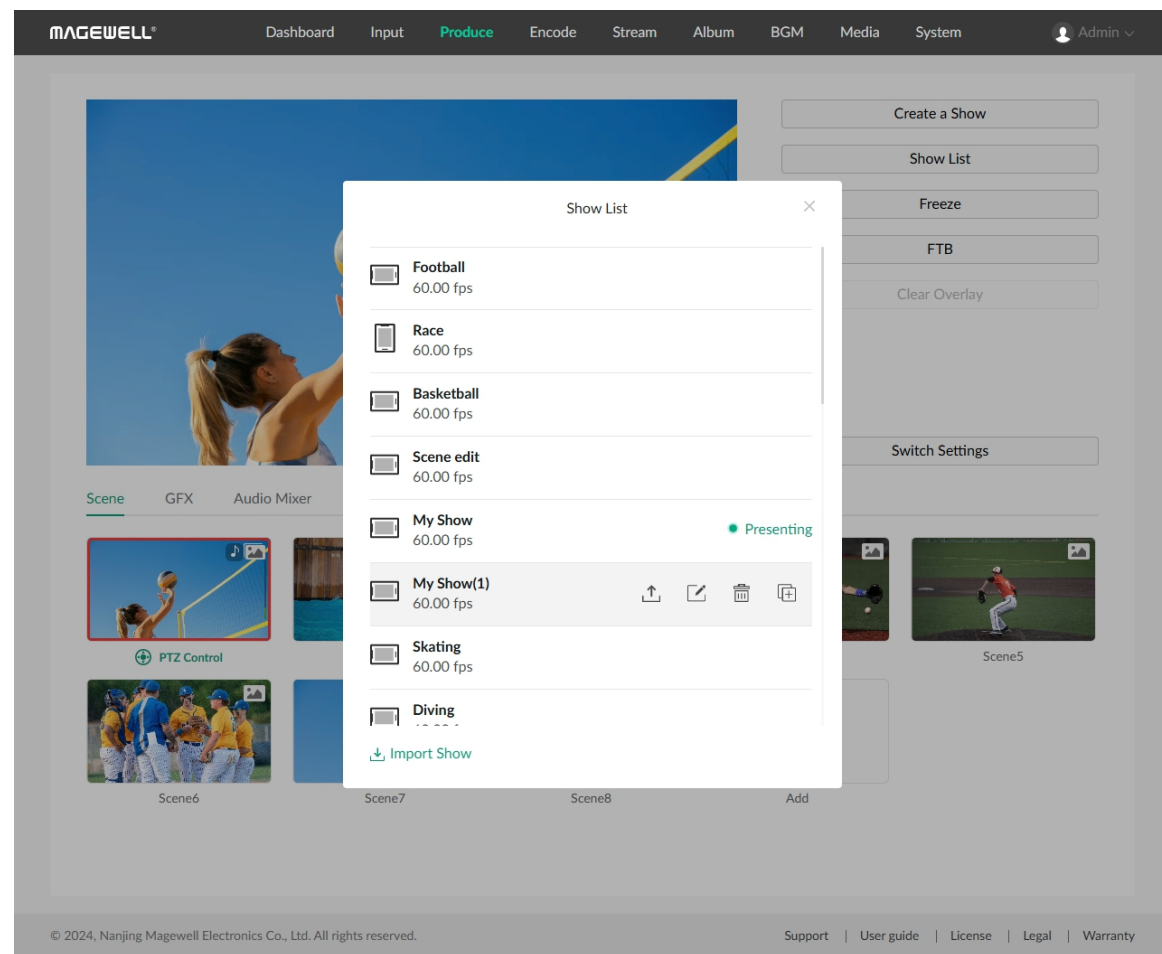 MAGEWELL®
Dashboard Input Produce Encode Stream Album BGM Media System Admin
Create a Show
Show List
Freeze
FTB
Clear Overlay
Switch Settings
Show List
Football
60.00 fps
Race
60.00 fps
Basketball
60.00 fps
Scene edit
60.00 fps
My Show
60.00 fps
Presenting
My Show(1)
60.00 fps
Skating
60.00 fps
Diving
Import Show
Scene GFX Audio Mixer
PTZ Control
Scene5
Scene6 Scene7 Scene8 Add
© 2024, Nanjing Magewell Electronics Co., Ltd. All rights reserved.
Support | User guide | License | Legal | Warranty